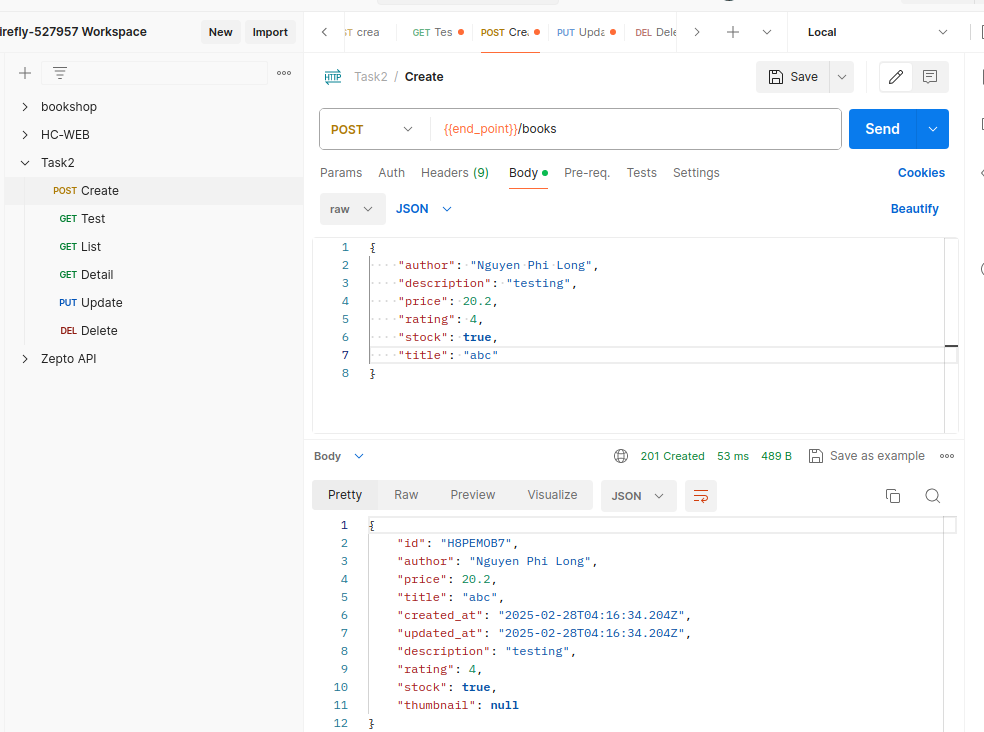 irefly-527957 Workspace
New
Import
bookshop
HC-WEB
Task2
POST Create
GET Test
GET List
GET Detail
PUT Update
DEL Delete
Zepto API
ST crea
GET Tes
POST Cre
PUT Upda
DEL Dele
Local
HTTP
Task2 / Create
Save
POST
{{end_point}}/books
Send
Params
Auth
Headers (9)
Body
Pre-req.
Tests
Settings
Cookies
raw
JSON
Beautify
1 {
2 "author": "Nguyen Phi Long",
3 "description": "testing",
4 "price": 20.2,
5 "rating": 4,
6 "stock": true,
7 "title": "abc"
8 }
Body
201 Created
53 ms
489 B
Save as example
Pretty
Raw
Preview
Visualize
JSON
1 {
2 "id": "H8PEMOB7",
3 "author": "Nguyen Phi Long",
4 "price": 20.2,
5 "title": "abc",
6 "created_at": "2025-02-28T04:16:34.204Z",
7 "updated_at": "2025-02-28T04:16:34.204Z",
8 "description": "testing",
9 "rating": 4,
10 "stock": true,
11 "thumbnail": null
12 }